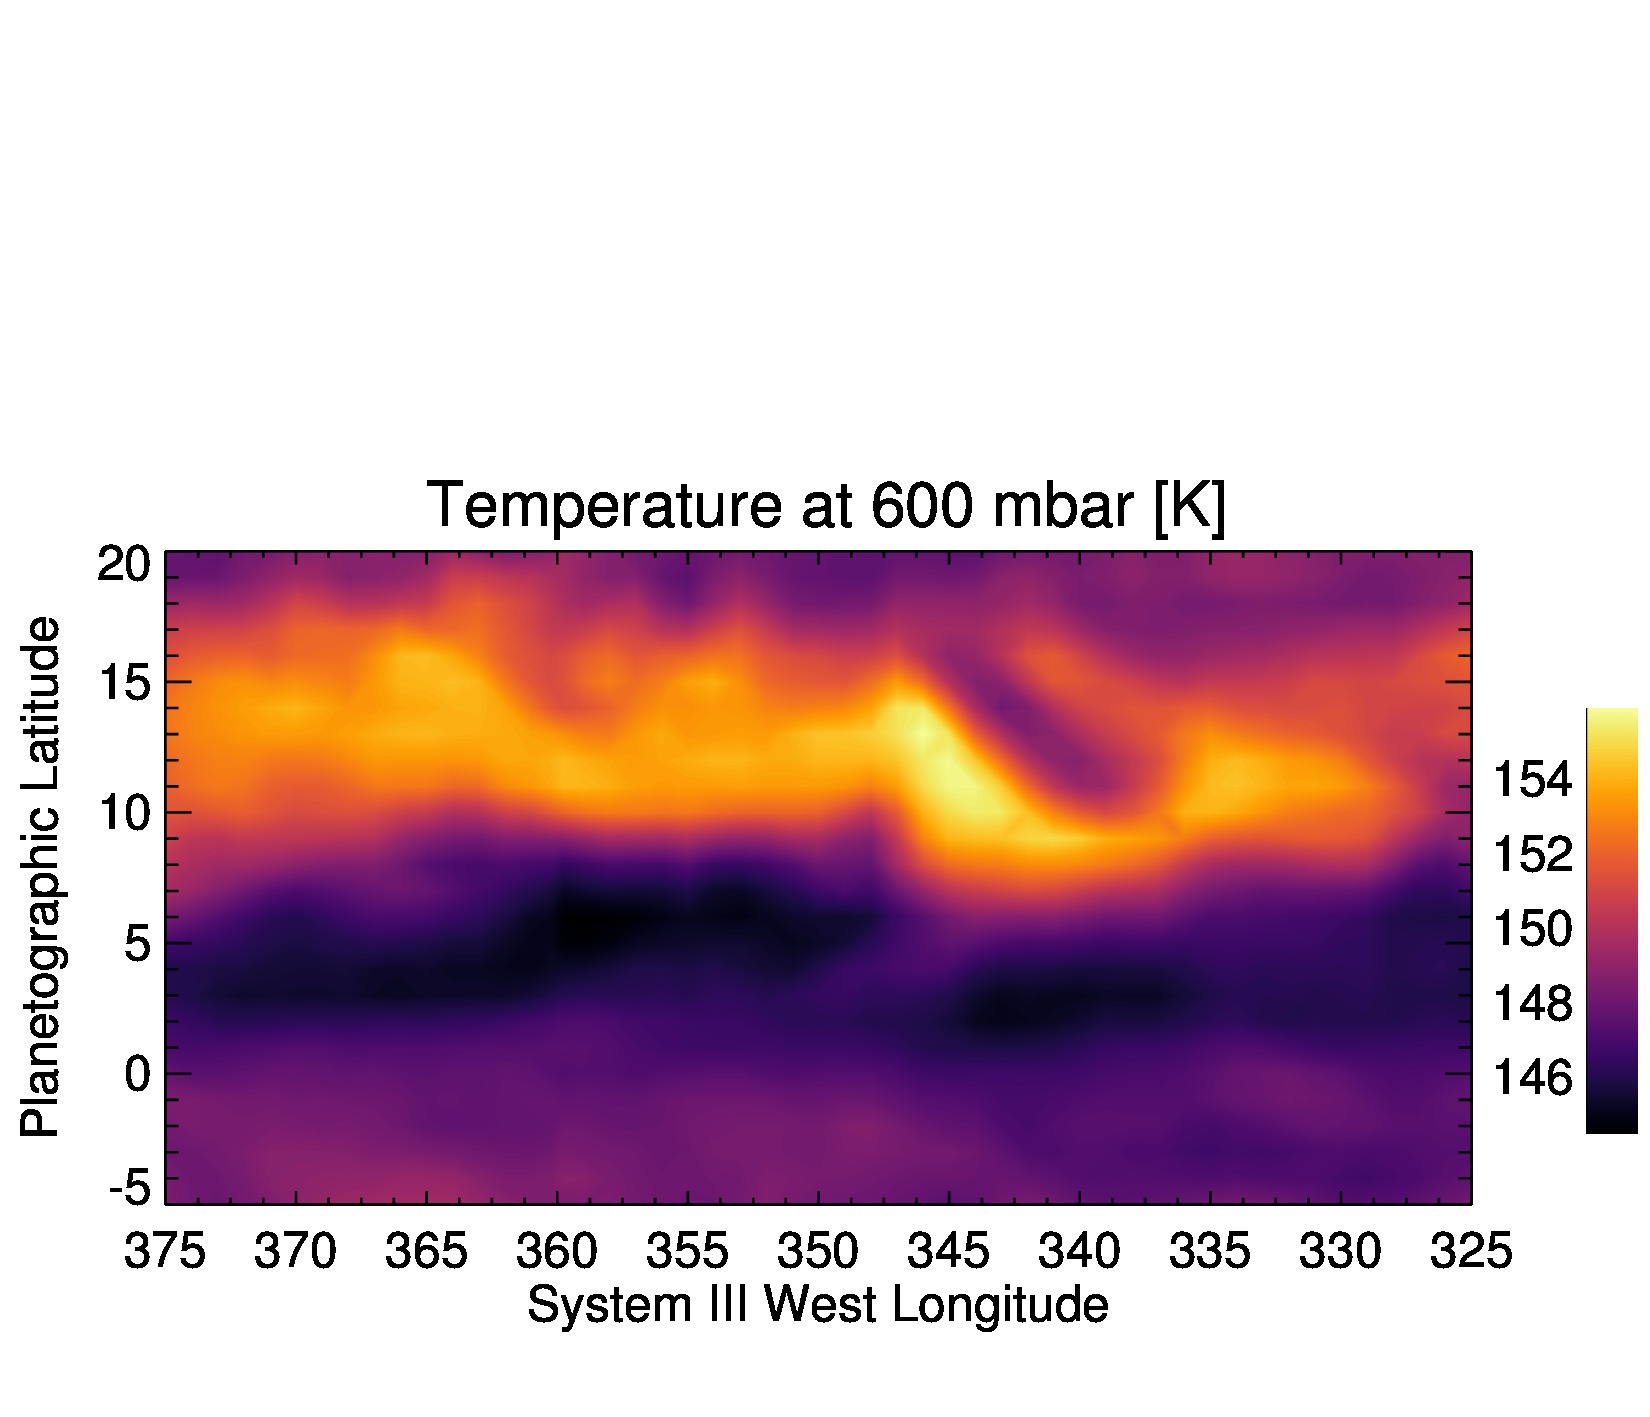 Temperature at 600 mbar [K]
Planetographic Latitude
20
15
10
5
0
-5
375 370 365 360 355 350 345 340 335 330 325
System III West Longitude
154
152
150
148
146